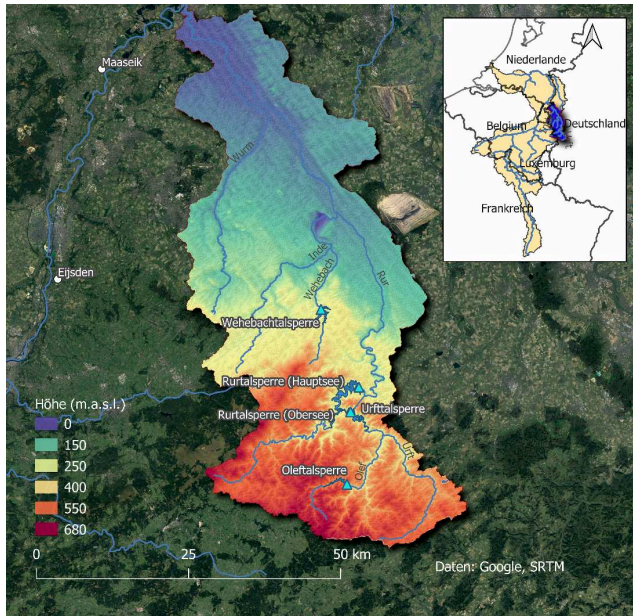 Maaseik
Niederlande
Belgium
Deutschland
Luxemburg
Frankreich
Wurm
Eijsden
Inde
Wehebach
Rur
Wehebachtalsperre
Rurtalsperre (Hauptsee)
Rurtalsperre (Obersee)
Urfttalsperre
Höhe (m.a.s.l.)
0
150
250
400
550
680
Oleftalsperre
Olef
Urft
0
25
50 km
Daten: Google, SRTM